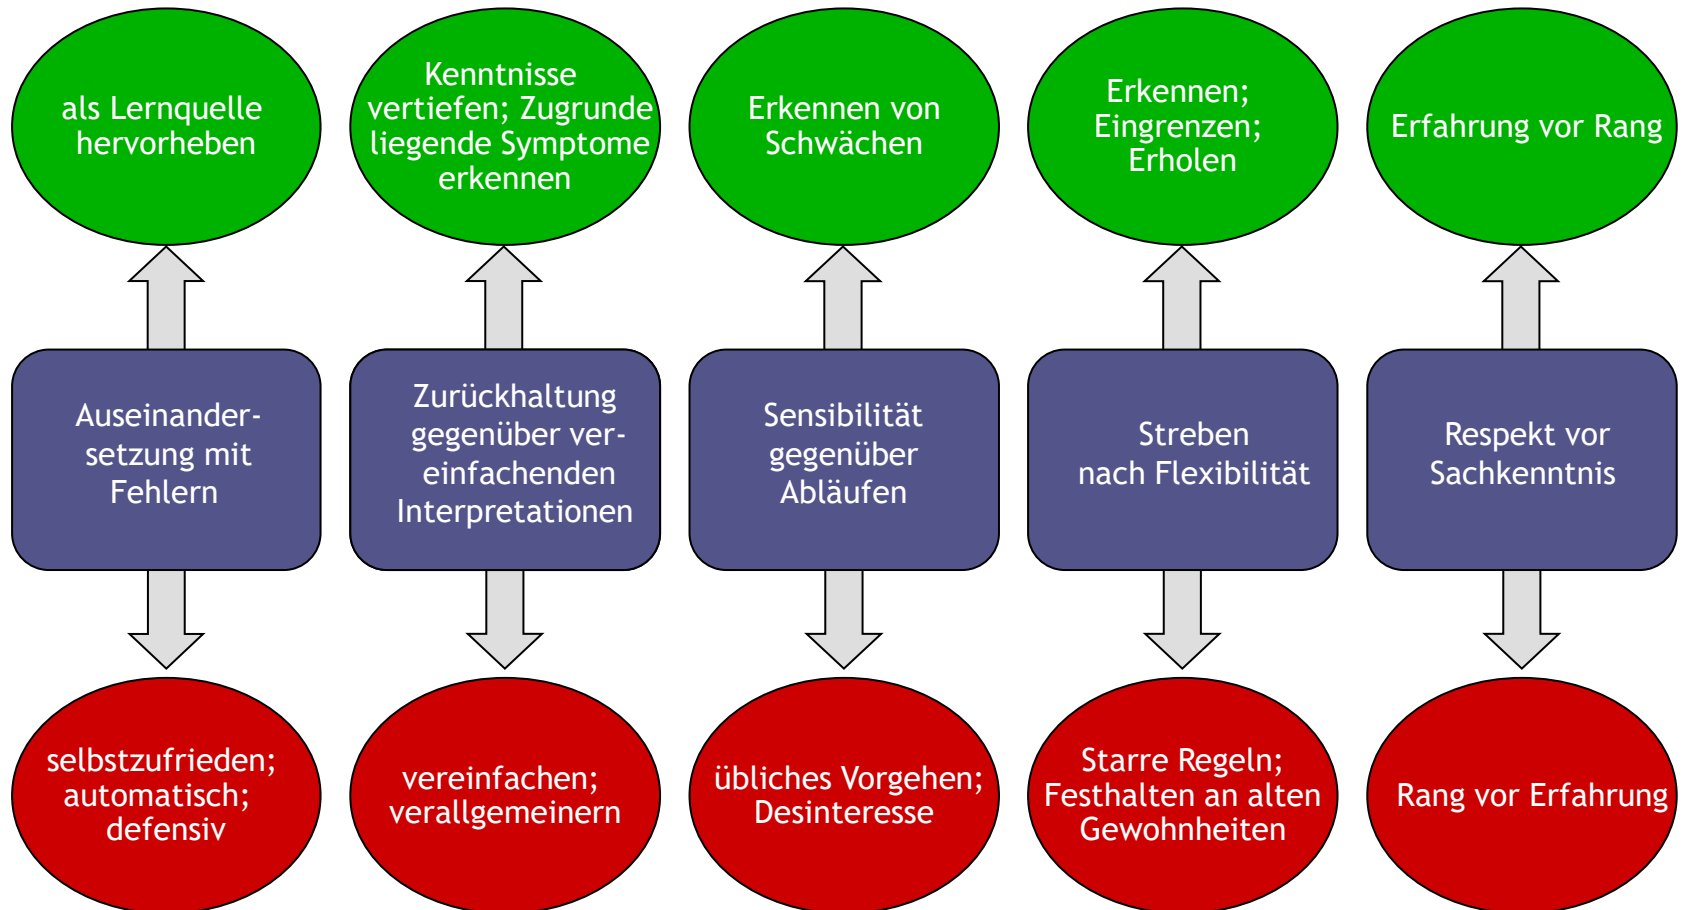 als Lernquelle
hervorheben
Kenntnisse
vertiefen; Zugrunde
liegende Symptome
erkennen
Erkennen von
Schwächen
Erkennen;
Eingrenzen;
Erholen
Erfahrung vor Rang
Auseinander-
setzung mit
Fehlern
Zurückhaltung
gegenüber ver-
einfachenden
Interpretationen
Sensibilität
gegenüber
Abläufen
Streben
nach Flexibilität
Respekt vor
Sachkenntnis
selbstzufrieden;
automatisch;
defensiv
vereinfachen;
verallgemeinern
übliches Vorgehen;
Desinteresse
Starre Regeln;
Festhalten an alten
Gewohnheiten
Rang vor Erfahrung